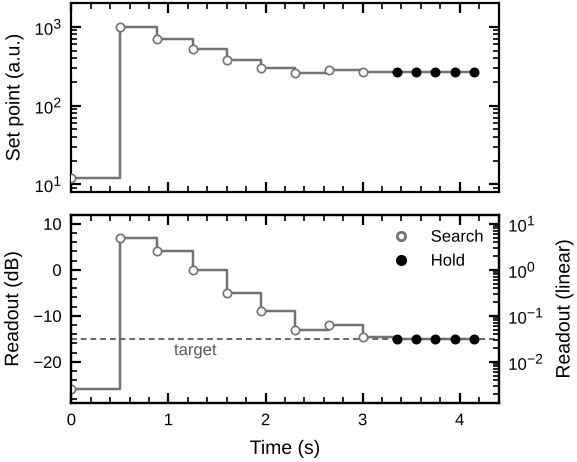 10³
10²
10¹
Set point (a.u.)
10
0
−10
−20
Readout (dB)
Search
Hold
target
10¹
10⁰
10⁻¹
10⁻²
Readout (linear)
0 1 2 3 4
Time (s)